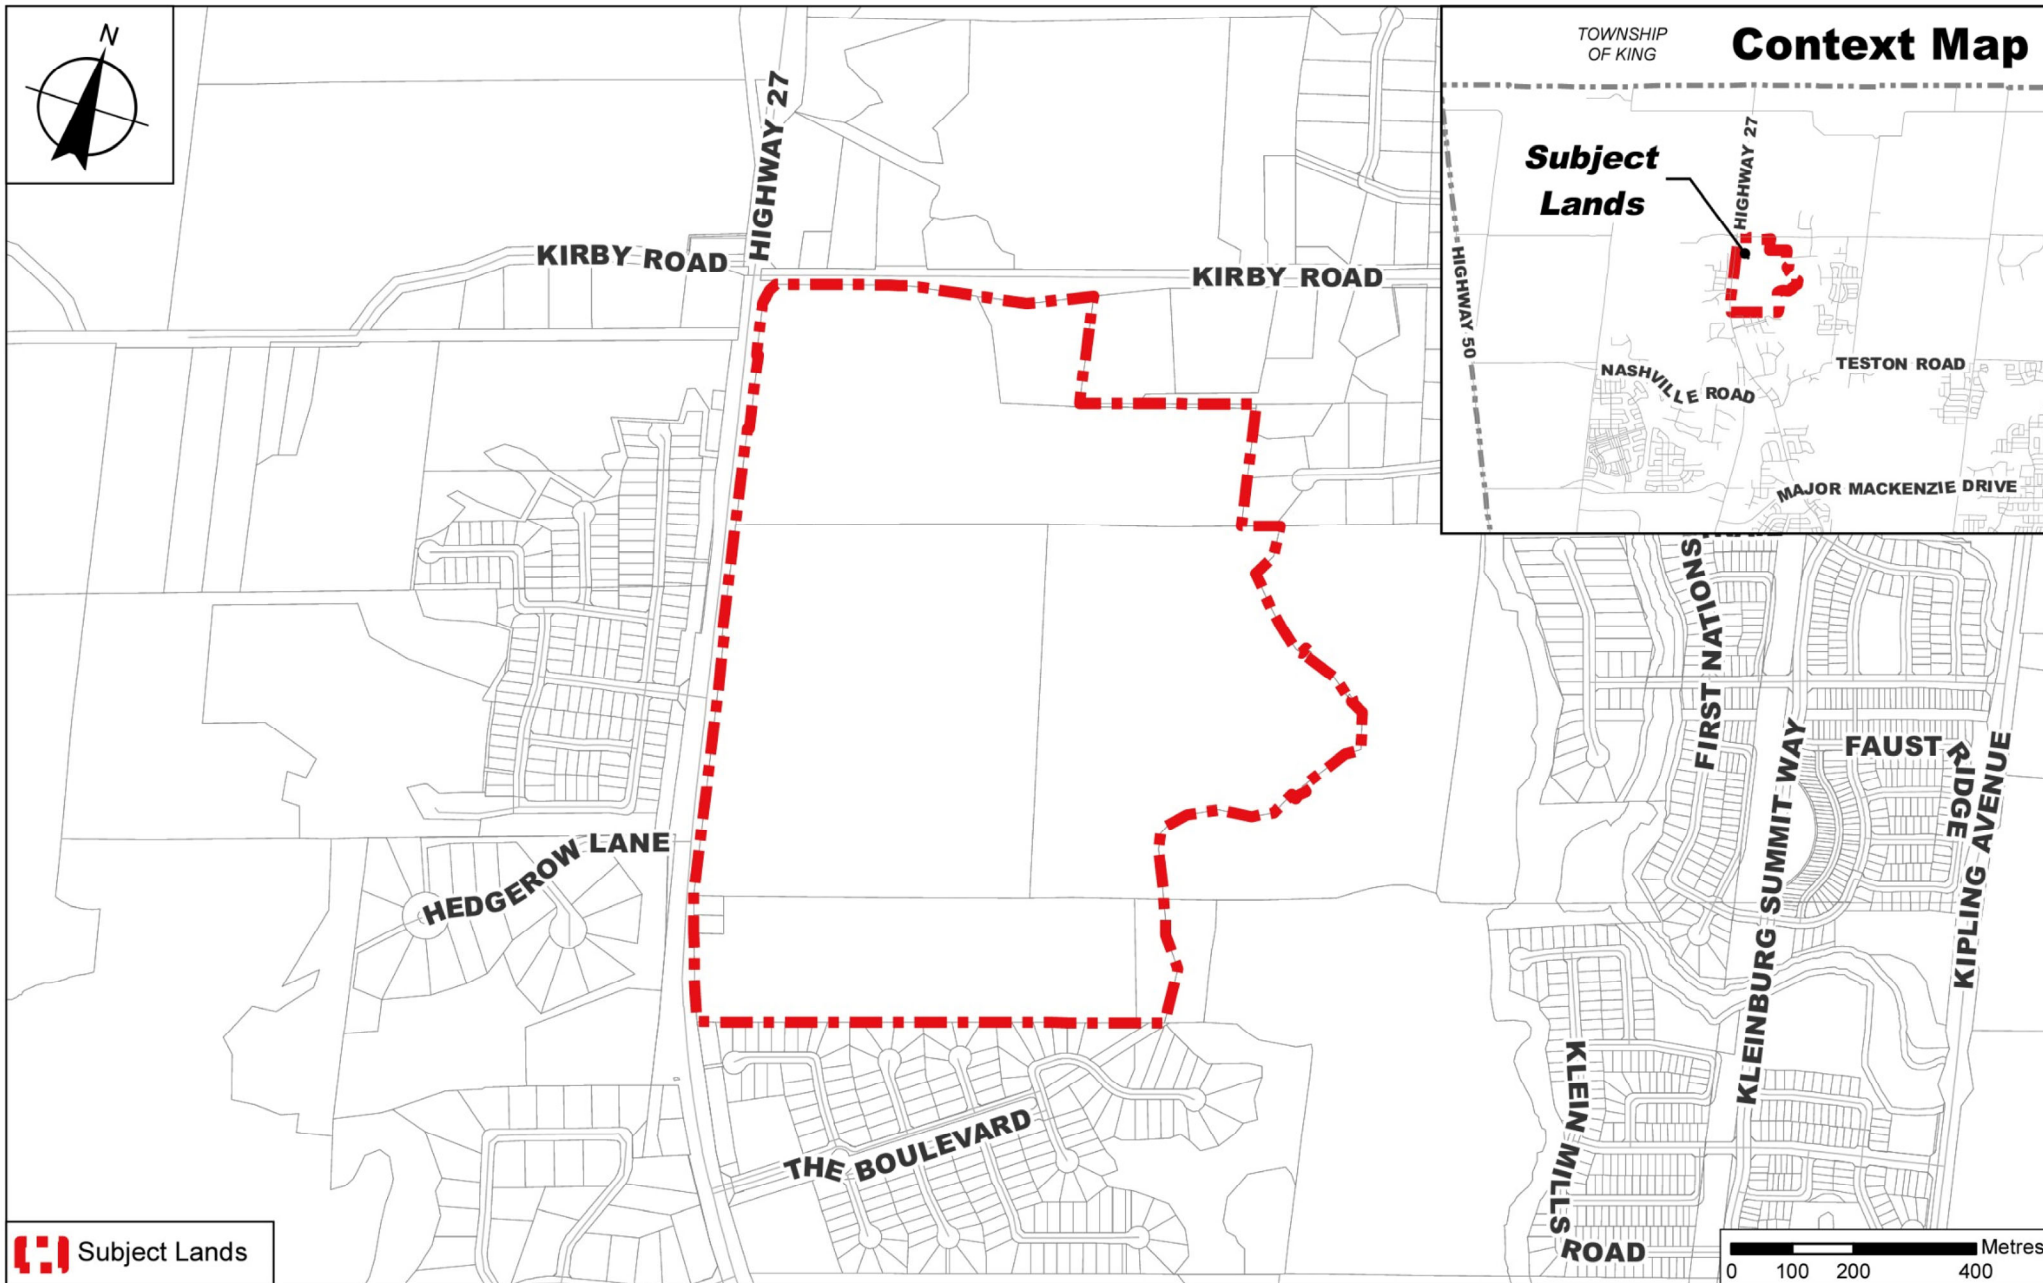 N
TOWNSHIP
OF KING
Context Map
HIGHWAY 27
Subject
Lands
HIGHWAY 50
TESTON ROAD
NASHVILLE ROAD
MAJOR MACKENZIE DRIVE
HIGHWAY 27
KIRBY ROAD
KIRBY ROAD
FIRST NATIONS
FAUST RIDGE
KLEINBURG SUMMIT WAY
KIPLING AVENUE
HEDGEROW LANE
THE BOULEVARD
KLEIN MILLS ROAD
Subject Lands
Metres
0 100 200 400